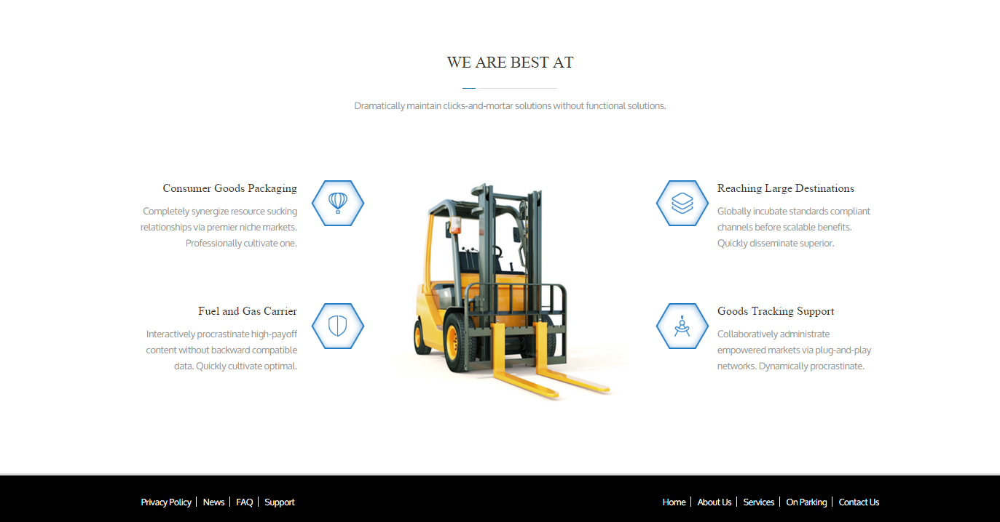 WE ARE BEST AT
Dramatically maintain clicks-and-mortar solutions without functional solutions.
Consumer Goods Packaging
Completely synergize resource sucking
relationships via premier niche markets.
Professionally cultivate one.
Fuel and Gas Carrier
Interactively procrastinate high-payoff
content without backward compatible
data. Quickly cultivate optimal.
Reaching Large Destinations
Globally incubate standards compliant
channels before scalable benefits.
Quickly disseminate superior.
Goods Tracking Support
Collaboratively administrate
empowered markets via plug-and-play
networks. Dynamically procrastinate.
Privacy Policy | News | FAQ | Support
Home | About Us | Services | On Parking | Contact Us